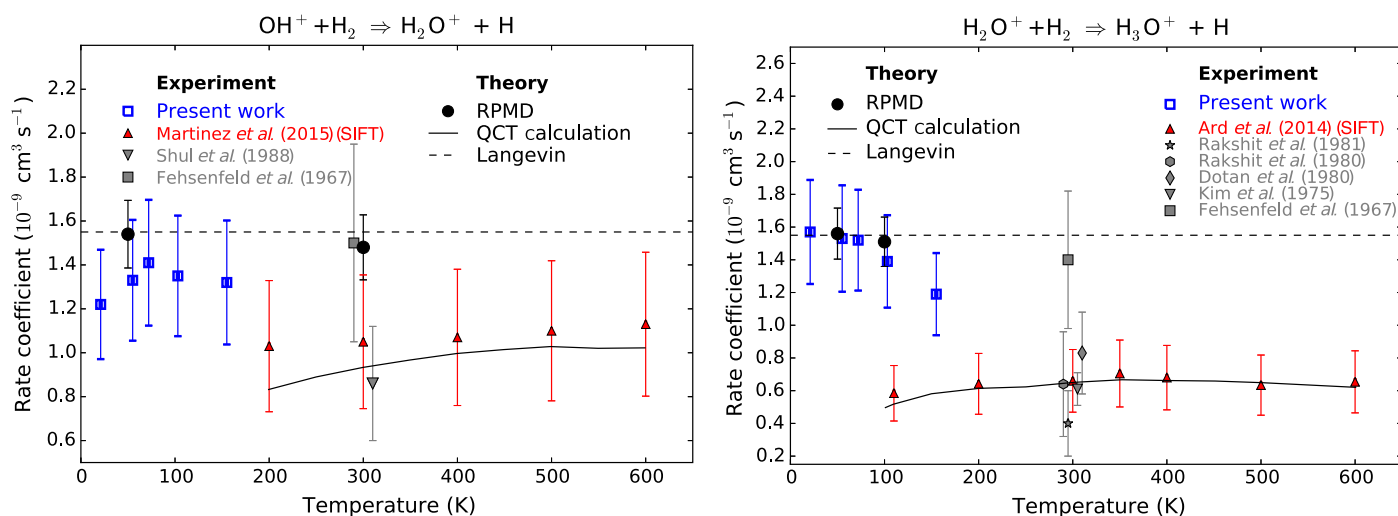 OH⁺+H₂ ⇒ H₂O⁺ + H
Rate coefficient (10⁻⁹ cm³ s⁻¹)
2.2
2.0
1.8
1.6
1.4
1.2
1.0
0.8
0.6
Experiment
Present work
Martinez et al. (2015)(SIFT)
Shul et al. (1988)
Fehsenfeld et al. (1967)
Theory
RPMD
QCT calculation
Langevin
0 100 200 300 400 500 600
Temperature (K)
H₂O⁺+H₂ ⇒ H₃O⁺ + H
Rate coefficient (10⁻⁹ cm³ s⁻¹)
2.6
2.4
2.2
2.0
1.8
1.6
1.4
1.2
1.0
0.8
0.6
0.4
0.2
Theory
RPMD
QCT calculation
Langevin
Experiment
Present work
Ard et al. (2014) (SIFT)
Rakshit et al. (1981)
Rakshit et al. (1980)
Dotan et al. (1980)
Kim et al. (1975)
Fehsenfeld et al. (1967)
0 100 200 300 400 500 600
Temperature (K)